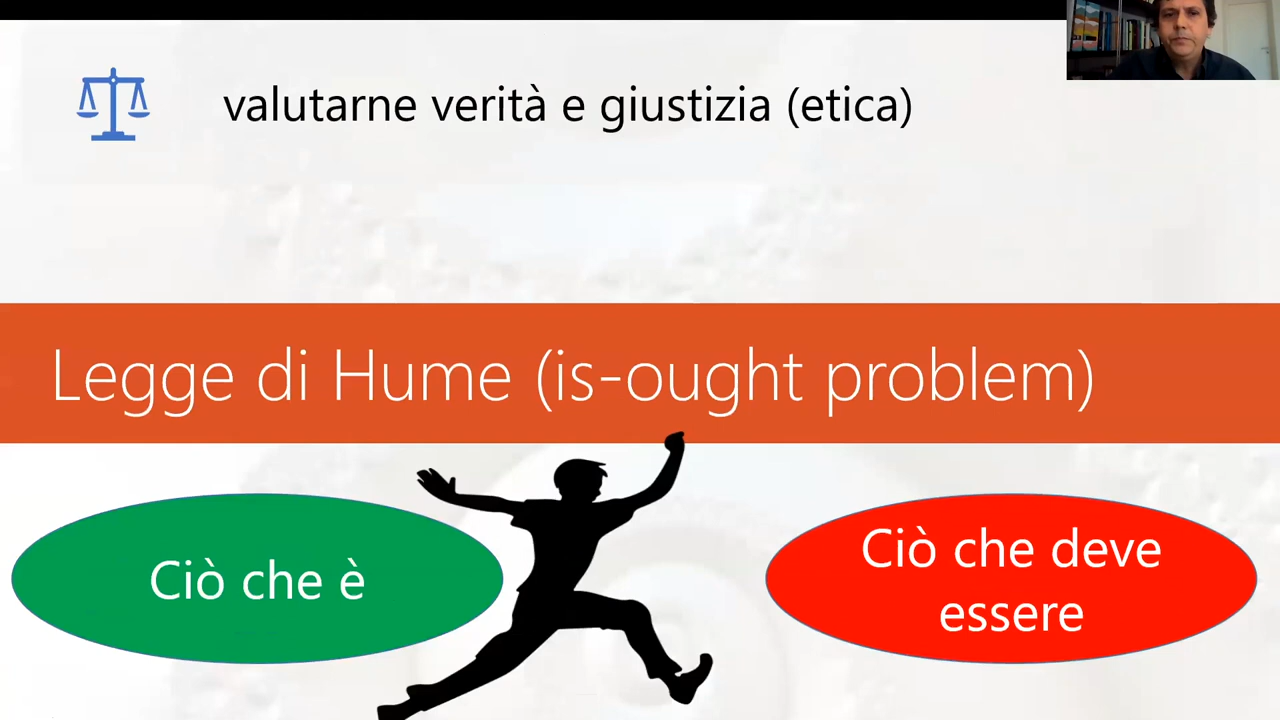 valutarne verità e giustizia (etica)
Legge di Hume (is-ought problem)
Ciò che è
Ciò che deve
essere